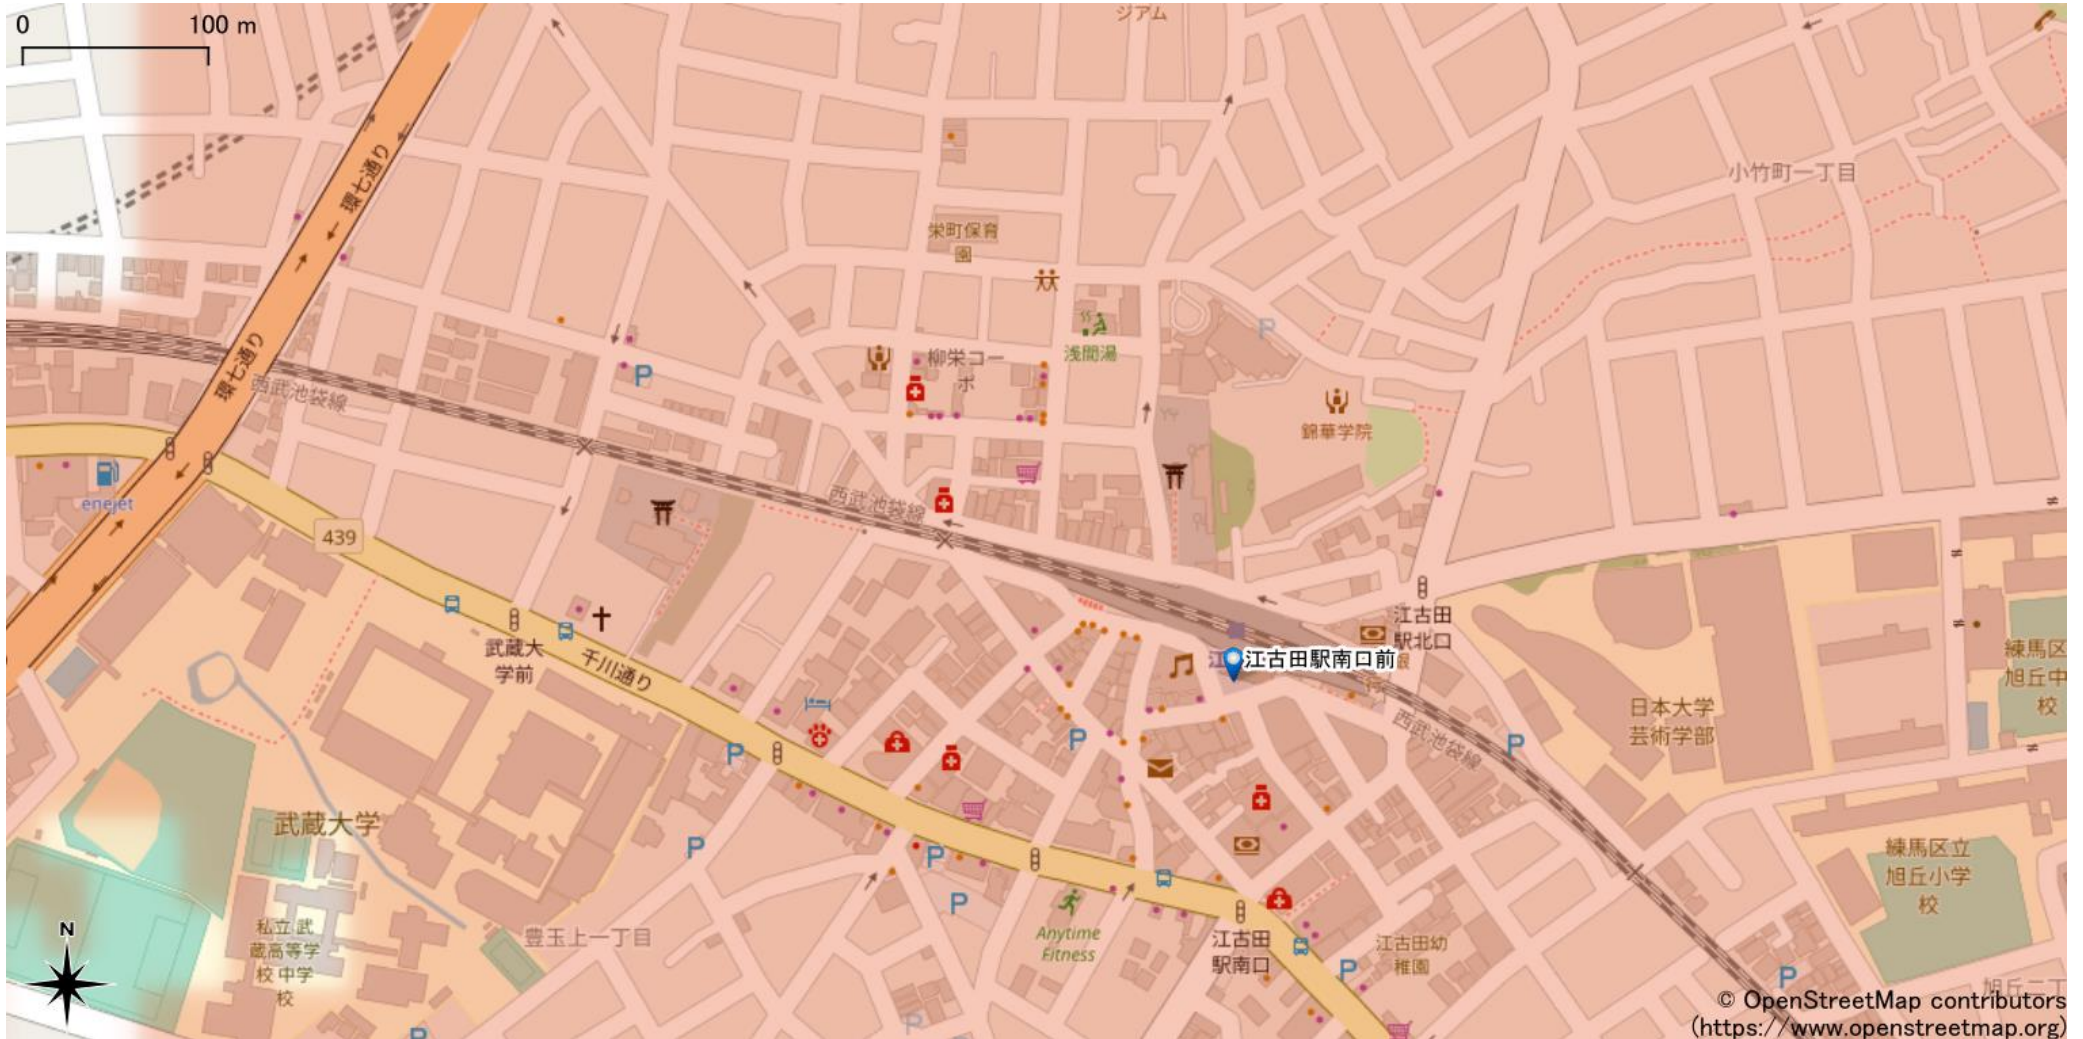 0 100 m
ジアム
環七通り
小竹町一丁目
栄町保育
園
浅間湯
柳栄コー
ポ
環七通り
西武池袋線
錦華学院
enejet
西武池袋線
439
江古田
駅北口
武蔵大
学前
千川通り
江古田駅南口前
銀
行
練馬区
旭丘中
校
日本大学
芸術学部
西武池袋線
武蔵大学
練馬区立
旭丘小学
校
私立 武
蔵高等学
校 中学
校
豊玉上一丁目
Anytime
Fitness
江古田
駅南口
江古田幼
稚園
旭丘二丁
N
© OpenStreetMap contributors
(https://www.openstreetmap.org)
P
P
P
P
P
P
P
P
P
P
P
P